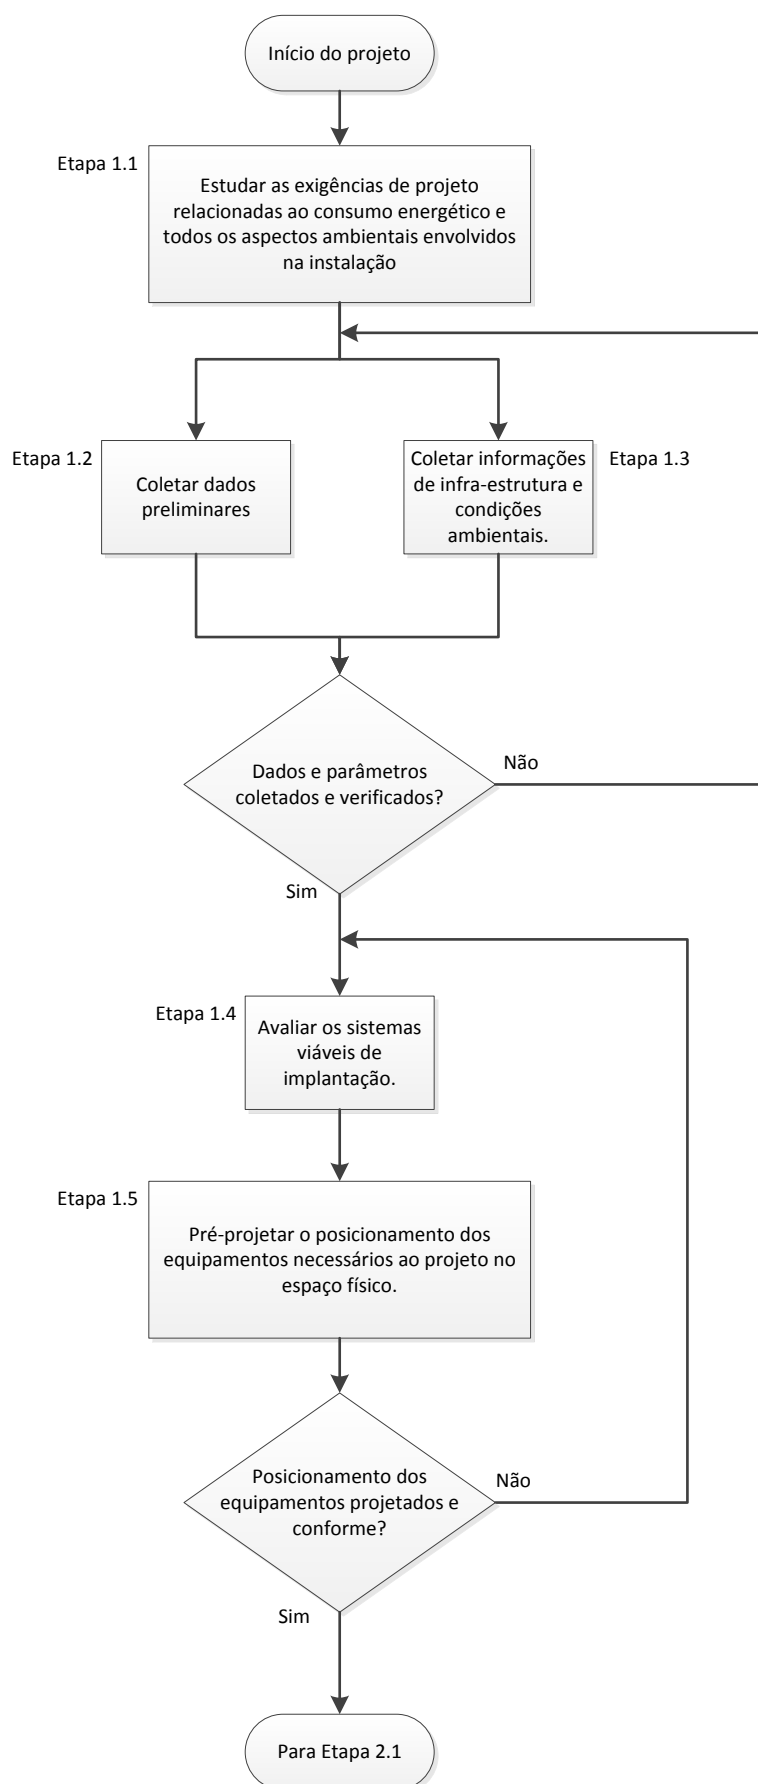 Início do projeto
Etapa 1.1
Estudar as exigências de projeto
relacionadas ao consumo energético e
todos os aspectos ambientais envolvidos
na instalação
Etapa 1.2
Coletar dados
preliminares
Coletar informações
de infra-estrutura e
condições
ambientais.
Etapa 1.3
Dados e parâmetros
coletados e verificados?
Não
Sim
Etapa 1.4
Avaliar os sistemas
viáveis de
implantação.
Etapa 1.5
Pré-projetar o posicionamento dos
equipamentos necessários ao projeto no
espaço físico.
Posicionamento dos
equipamentos projetados e
conforme?
Não
Sim
Para Etapa 2.1